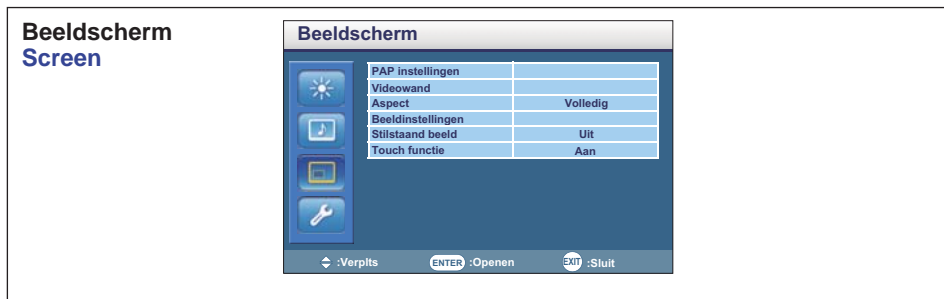 Beeldscherm
Screen
Beeldscherm
PAP instellingen
Videowand
Aspect Volledig
Beeldinstellingen
Stilstaand beeld Uit
Touch functie Aan
:Verplts ENTER :Openen EXIT :Sluit